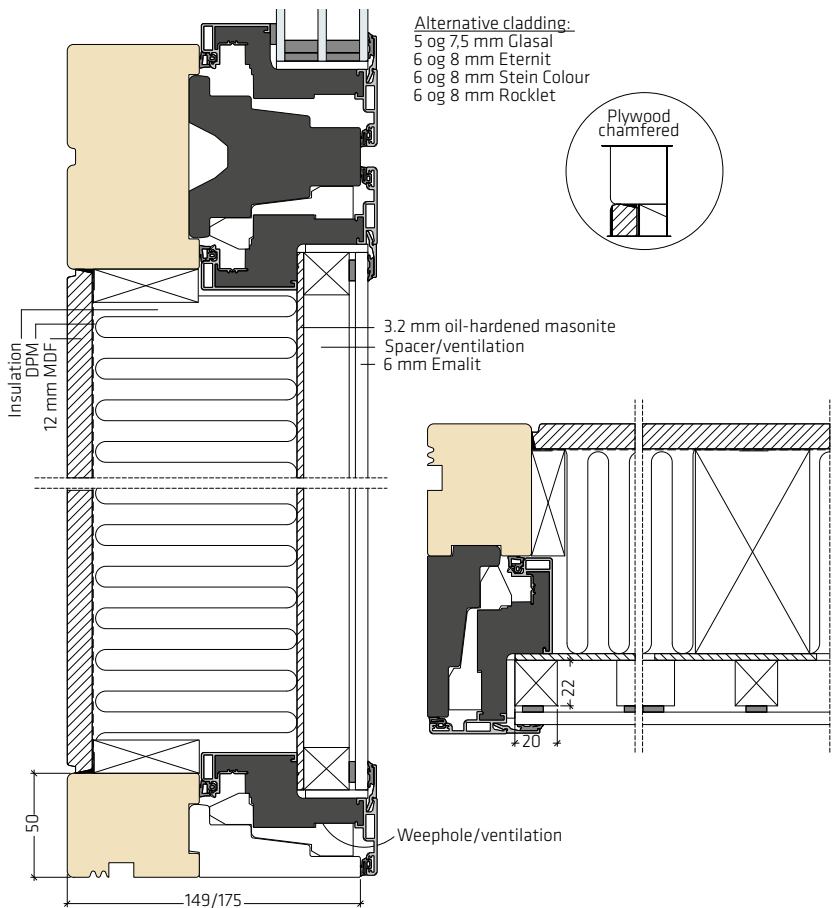 Alternative cladding:
5 og 7,5 mm Glasal
6 og 8 mm Eternit
6 og 8 mm Stein Colour
6 og 8 mm Rocklet
Plywood
chamfered
3.2 mm oil-hardened masonite
Spacer/ventilation
6 mm Emalit
Insulation
DPM
12 mm MDF
22
20
Weephole/ventilation
50
149/175